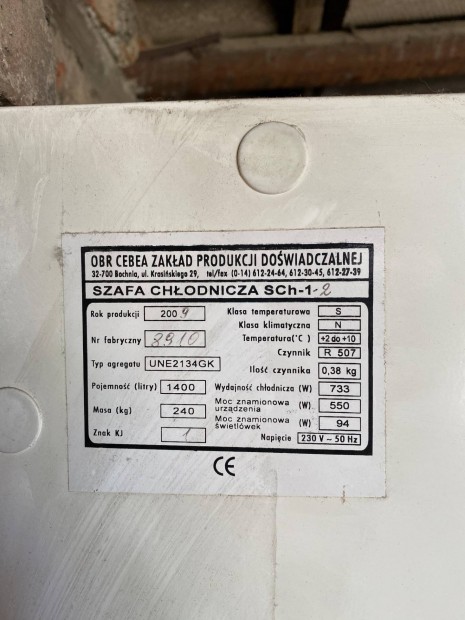 OBR CEBEA ZAKŁAD PRODUKCJI DOŚWIADCZALNEJ
32-700 Bochnia, ul. Krasińskiego 29, tel/fax (0-14) 612-24-64, 612-30-45, 612-27-39
SZAFA CHŁODNICZA SCh-1-2
Rok produkcji 2009
Nr fabryczny 8910
Typ agregatu UNE2134GK
Pojemność (litry) 1400
Masa (kg) 240
Znak KJ 1
Klasa temperaturowa S
Klasa klimatyczna N
Temperatura(°C) +2 do +10
Czynnik R 507
Ilość czynnika 0,38 kg
Wydajność chłodnicza (W) 733
Moc znamionowa urządzenia (W) 550
Moc znamionowa świetlówek (W) 94
Napięcie 230 V ~ 50 Hz
CE